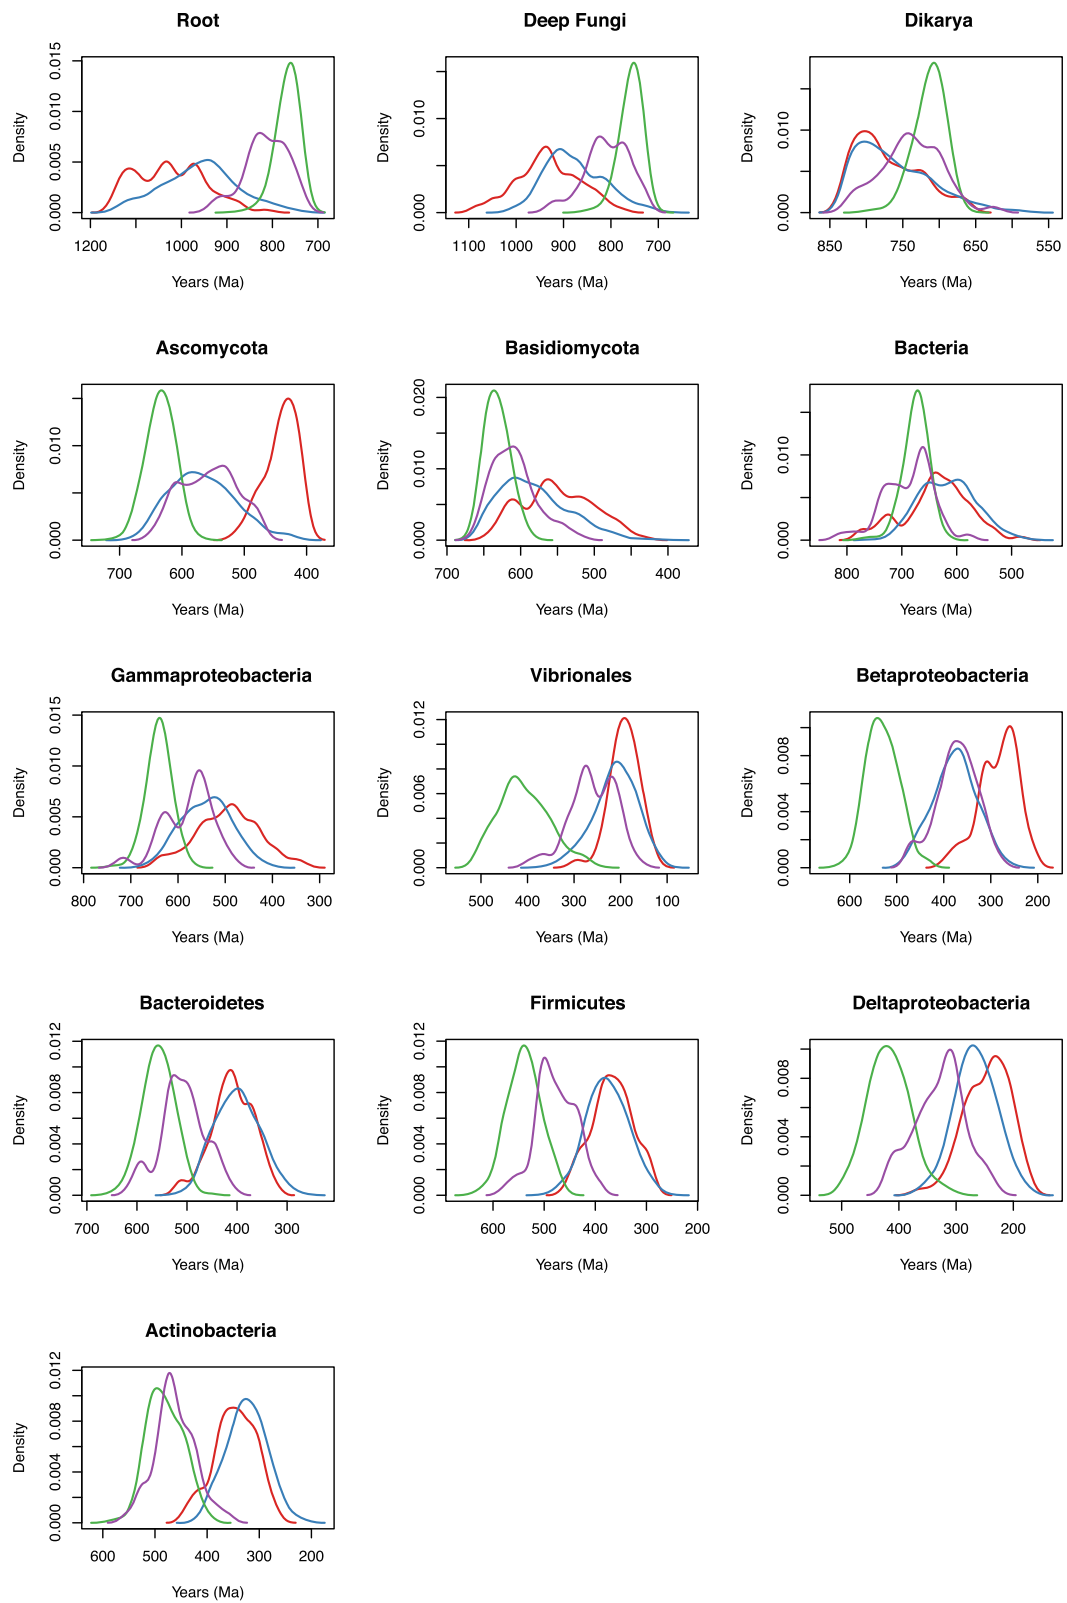 Root
Deep Fungi
Dikarya
Density
0.000 0.005 0.010 0.015
1200 1000 900 800 700
Years (Ma)
Density
0.000 0.010
1100 1000 900 800 700
Years (Ma)
Density
0.000 0.010
850 750 650 550
Years (Ma)
Ascomycota
Basidiomycota
Bacteria
Density
0.000 0.010
700 600 500 400
Years (Ma)
Density
0.000 0.010 0.020
700 600 500 400
Years (Ma)
Density
0.000 0.010
800 700 600 500
Years (Ma)
Gammaproteobacteria
Vibrionales
Betaproteobacteria
Density
0.000 0.005 0.010 0.015
800 700 600 500 400 300
Years (Ma)
Density
0.000 0.006 0.012
500 400 300 200 100
Years (Ma)
Density
0.000 0.004 0.008
600 500 400 300 200
Years (Ma)
Bacteroidetes
Firmicutes
Deltaproteobacteria
Density
0.000 0.004 0.008 0.012
700 600 500 400 300
Years (Ma)
Density
0.000 0.004 0.008 0.012
600 500 400 300 200
Years (Ma)
Density
0.000 0.004 0.008
500 400 300 200
Years (Ma)
Actinobacteria
Density
0.000 0.004 0.008 0.012
600 500 400 300 200
Years (Ma)